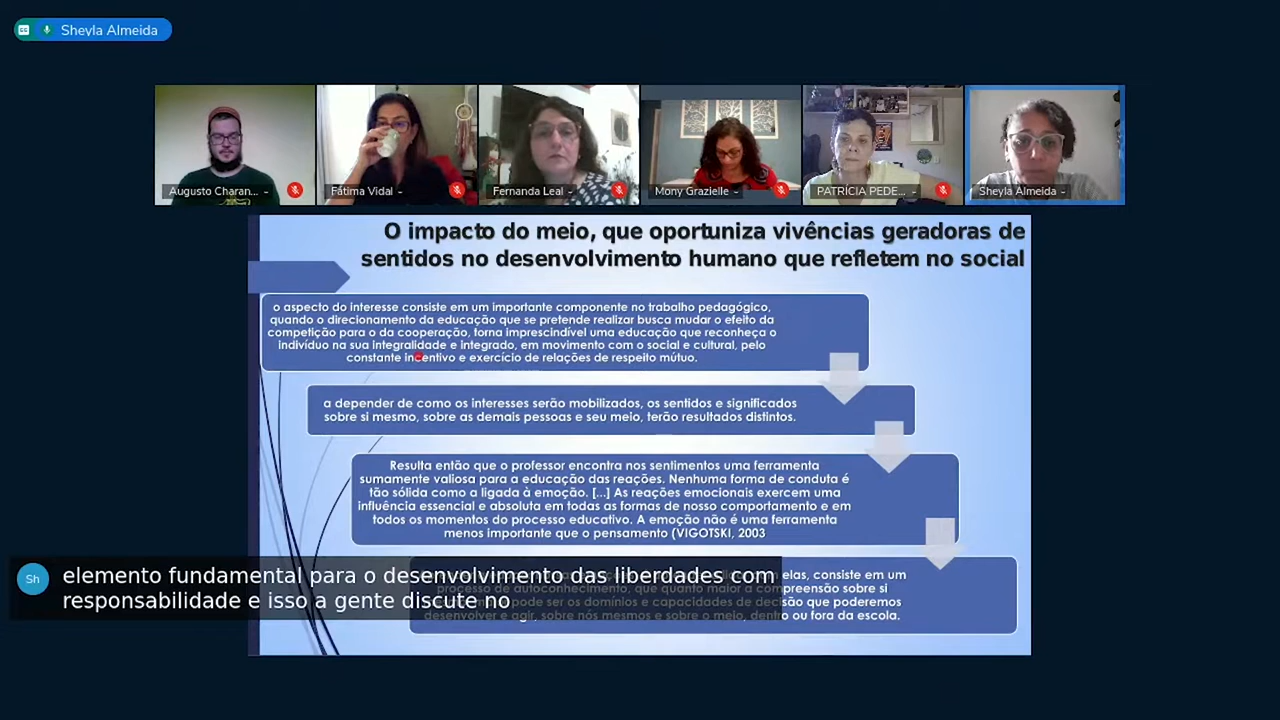 Sheyla Almeida
Augusto Charan...
Fátima Vidal
Fernanda Leal
Mony Grazielle
PATRÍCIA PEDE...
Sheyla Almeida
O impacto do meio, que oportuniza vivências geradoras de
sentidos no desenvolvimento humano que refletem no social
o aspecto do interesse consiste em um importante componente no trabalho pedagógico,
quando o direcionamento da educação que se pretende realizar busca mudar o efeito da
competição para o da cooperação, torna imprescindível uma educação que reconheça o
indivíduo na sua integralidade e integrado, em movimento com o social e cultural, pelo
constante incentivo e exercício de relações de respeito mútuo.
a depender de como os interesses serão mobilizados, os sentidos e significados
sobre si mesmo, sobre as demais pessoas e seu meio, terão resultados distintos.
Resulta então que o professor encontra nos sentimentos uma ferramenta
sumamente valiosa para a educação das reações. Nenhuma forma de conduta é
tão sólida como a ligada à emoção. [...] As reações emocionais exercem uma
influência essencial e absoluta em todas as formas de nosso comportamento e em
todos os momentos do processo educativo. A emoção não é uma ferramenta
menos importante que o pensamento (VIGOTSKI, 2003
elas, consiste em um
processo de autoconhecimento, que quanto maior a compreensão sobre si
pode ser os domínios e capacidades de decisão que poderemos
desenvolver e agir, sobre nós mesmos e sobre o meio, dentro ou fora da escola.
Sh
elemento fundamental para o desenvolvimento das liberdades com
responsabilidade e isso a gente discute no